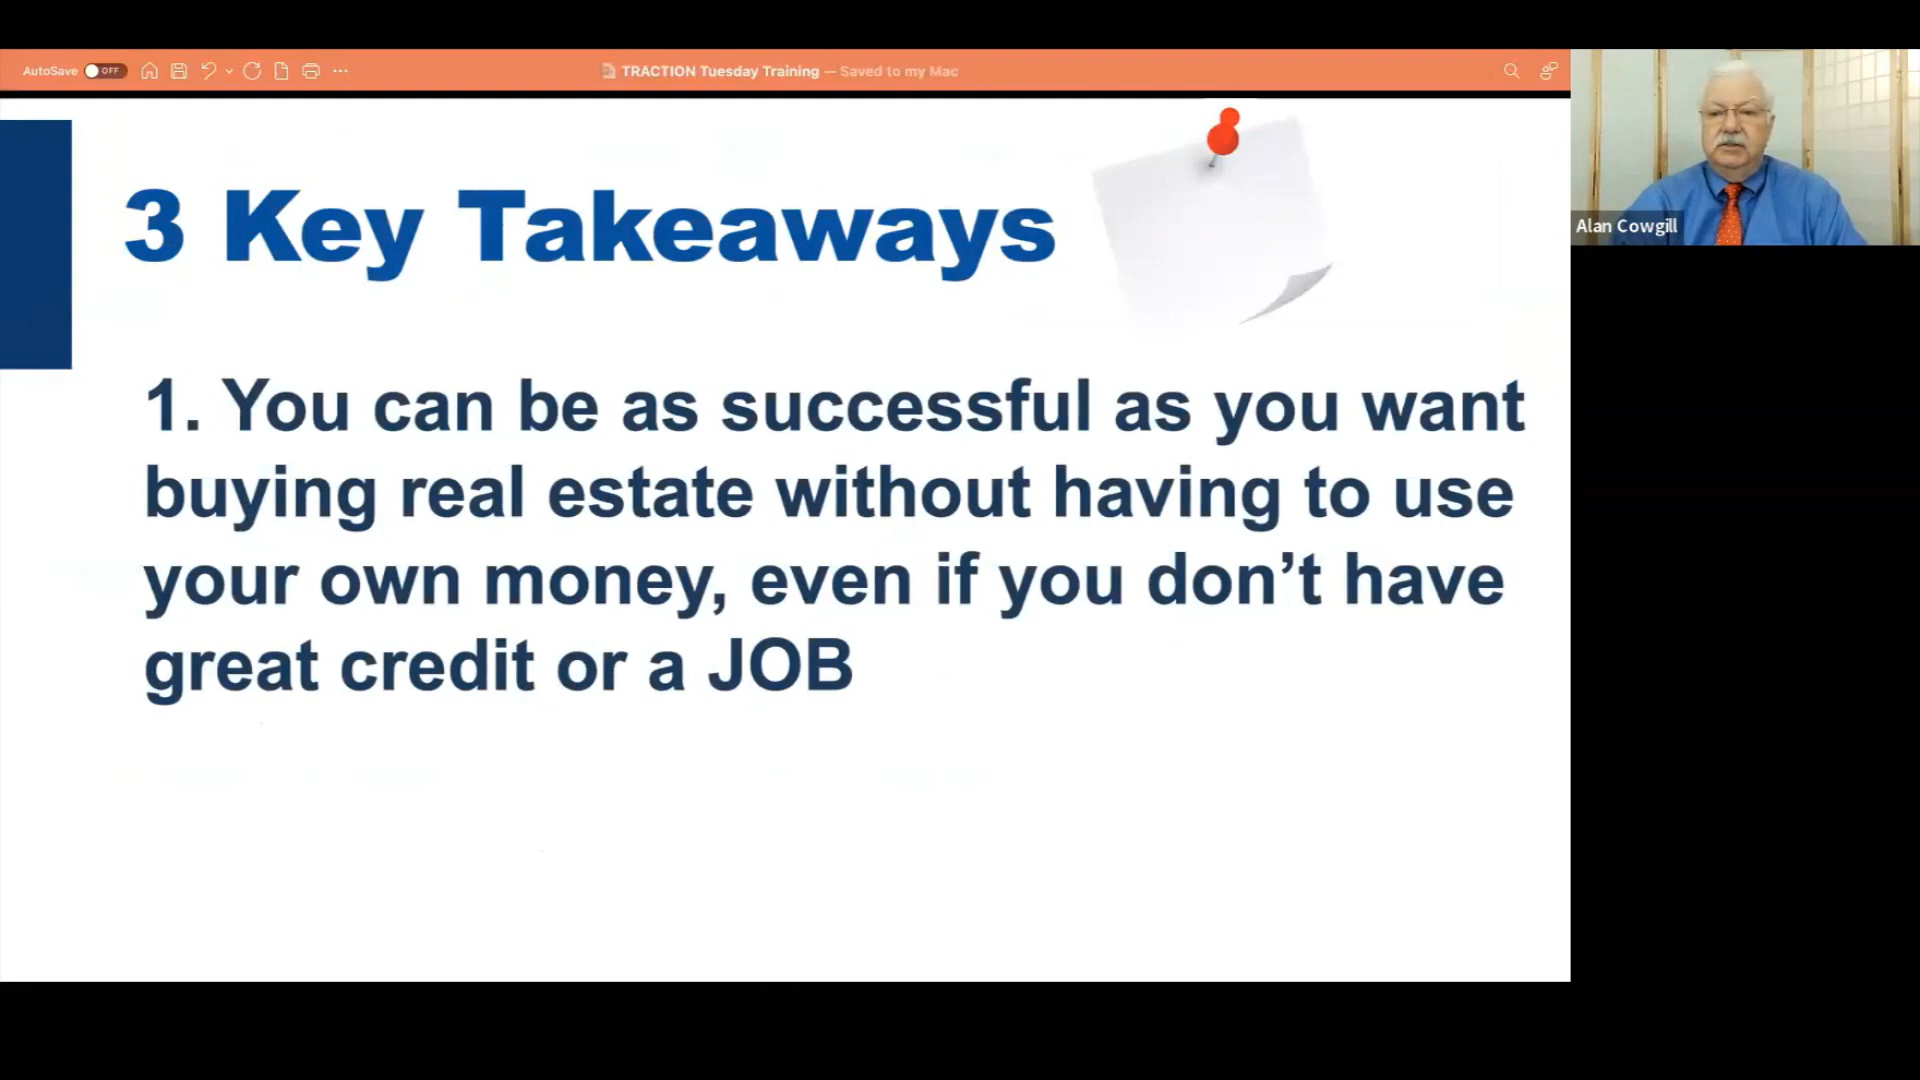 AutoSave OFF
TRACTION Tuesday Training — Saved to my Mac
Alan Cowgill
3 Key Takeaways
1. You can be as successful as you want
buying real estate without having to use
your own money, even if you don’t have
great credit or a JOB